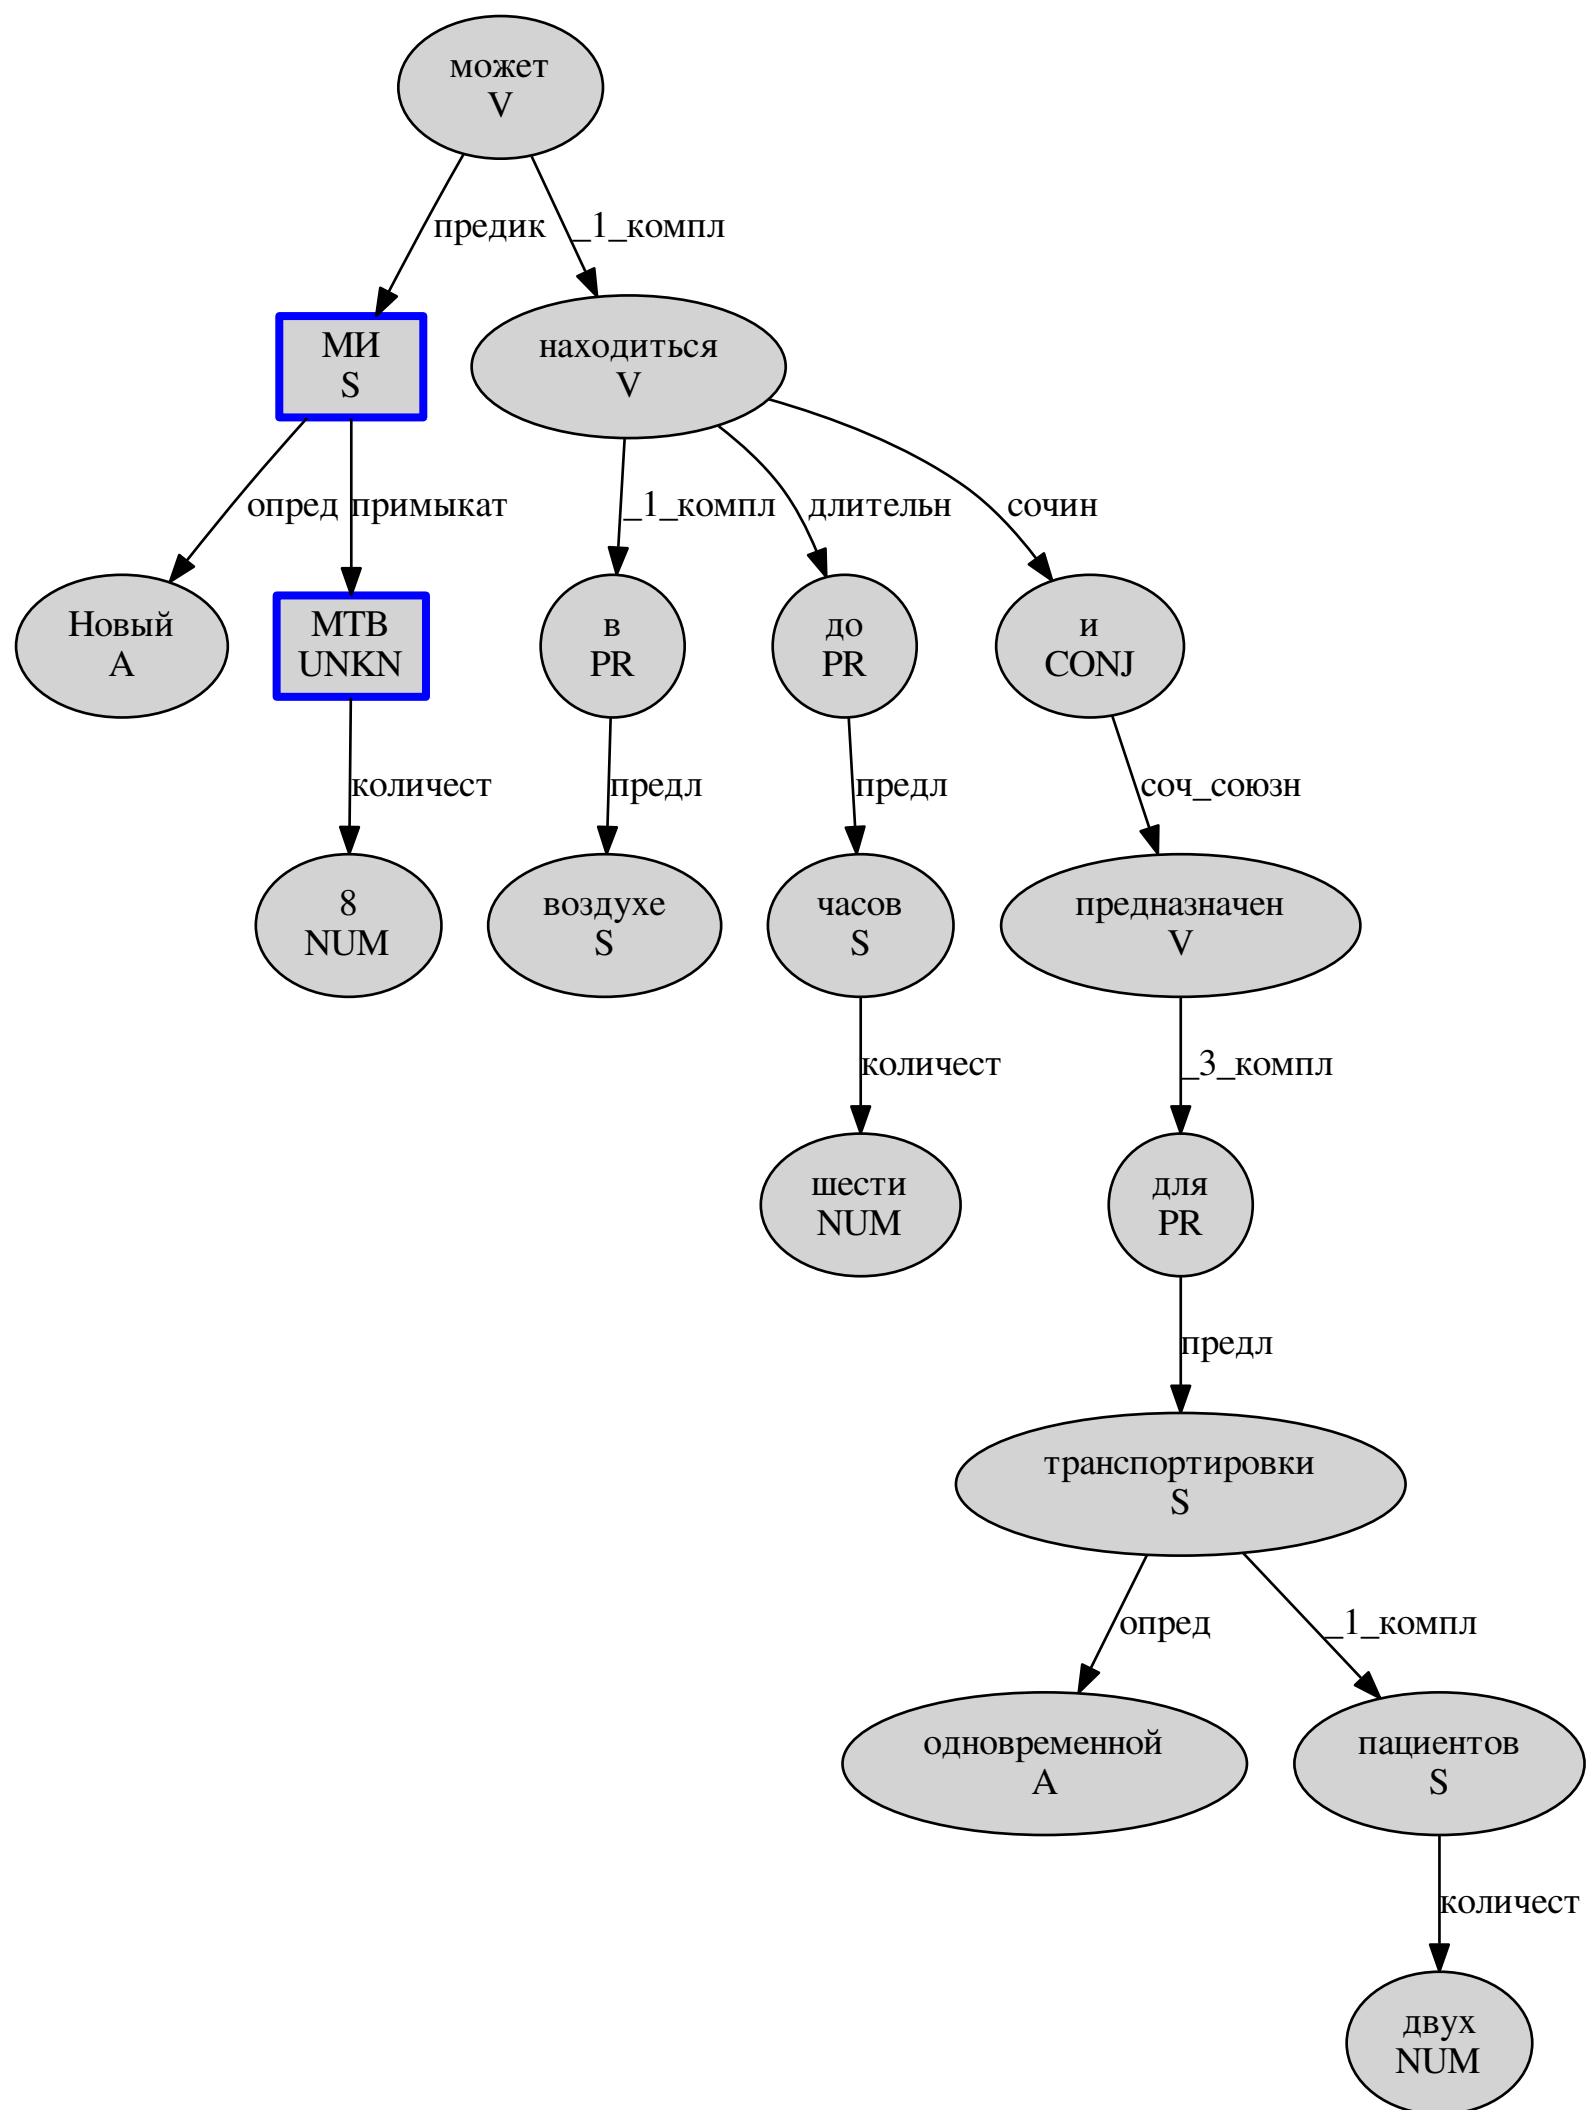 может
V
предик
_1_компл
МИ
S
находиться
V
опред
примыкат
_1_компл
длительн
сочин
Новый
A
МТВ
UNKN
в
PR
до
PR
и
CONJ
количест
предл
предл
соч_союзн
8
NUM
воздухе
S
часов
S
предназначен
V
количест
_3_компл
шести
NUM
для
PR
предл
транспортировки
S
опред
_1_компл
одновременной
A
пациентов
S
количест
двух
NUM